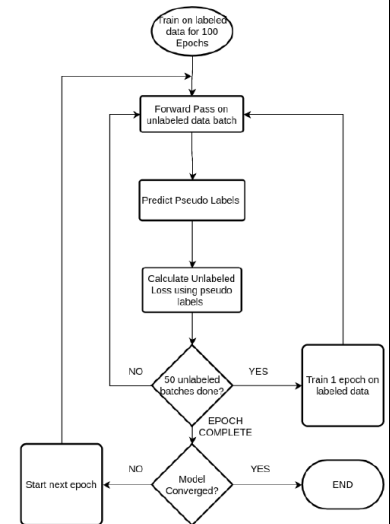 Train on labeled
data for 100
Epochs
Forward Pass on
unlabeled data batch
Predict Pseudo Labels
Calculate Unlabeled
Loss using pseudo
labels
NO
50 unlabeled
batches done?
YES
Train 1 epoch on
labeled data
EPOCH
COMPLETE
Start next epoch
NO
Model
Converged?
YES
END